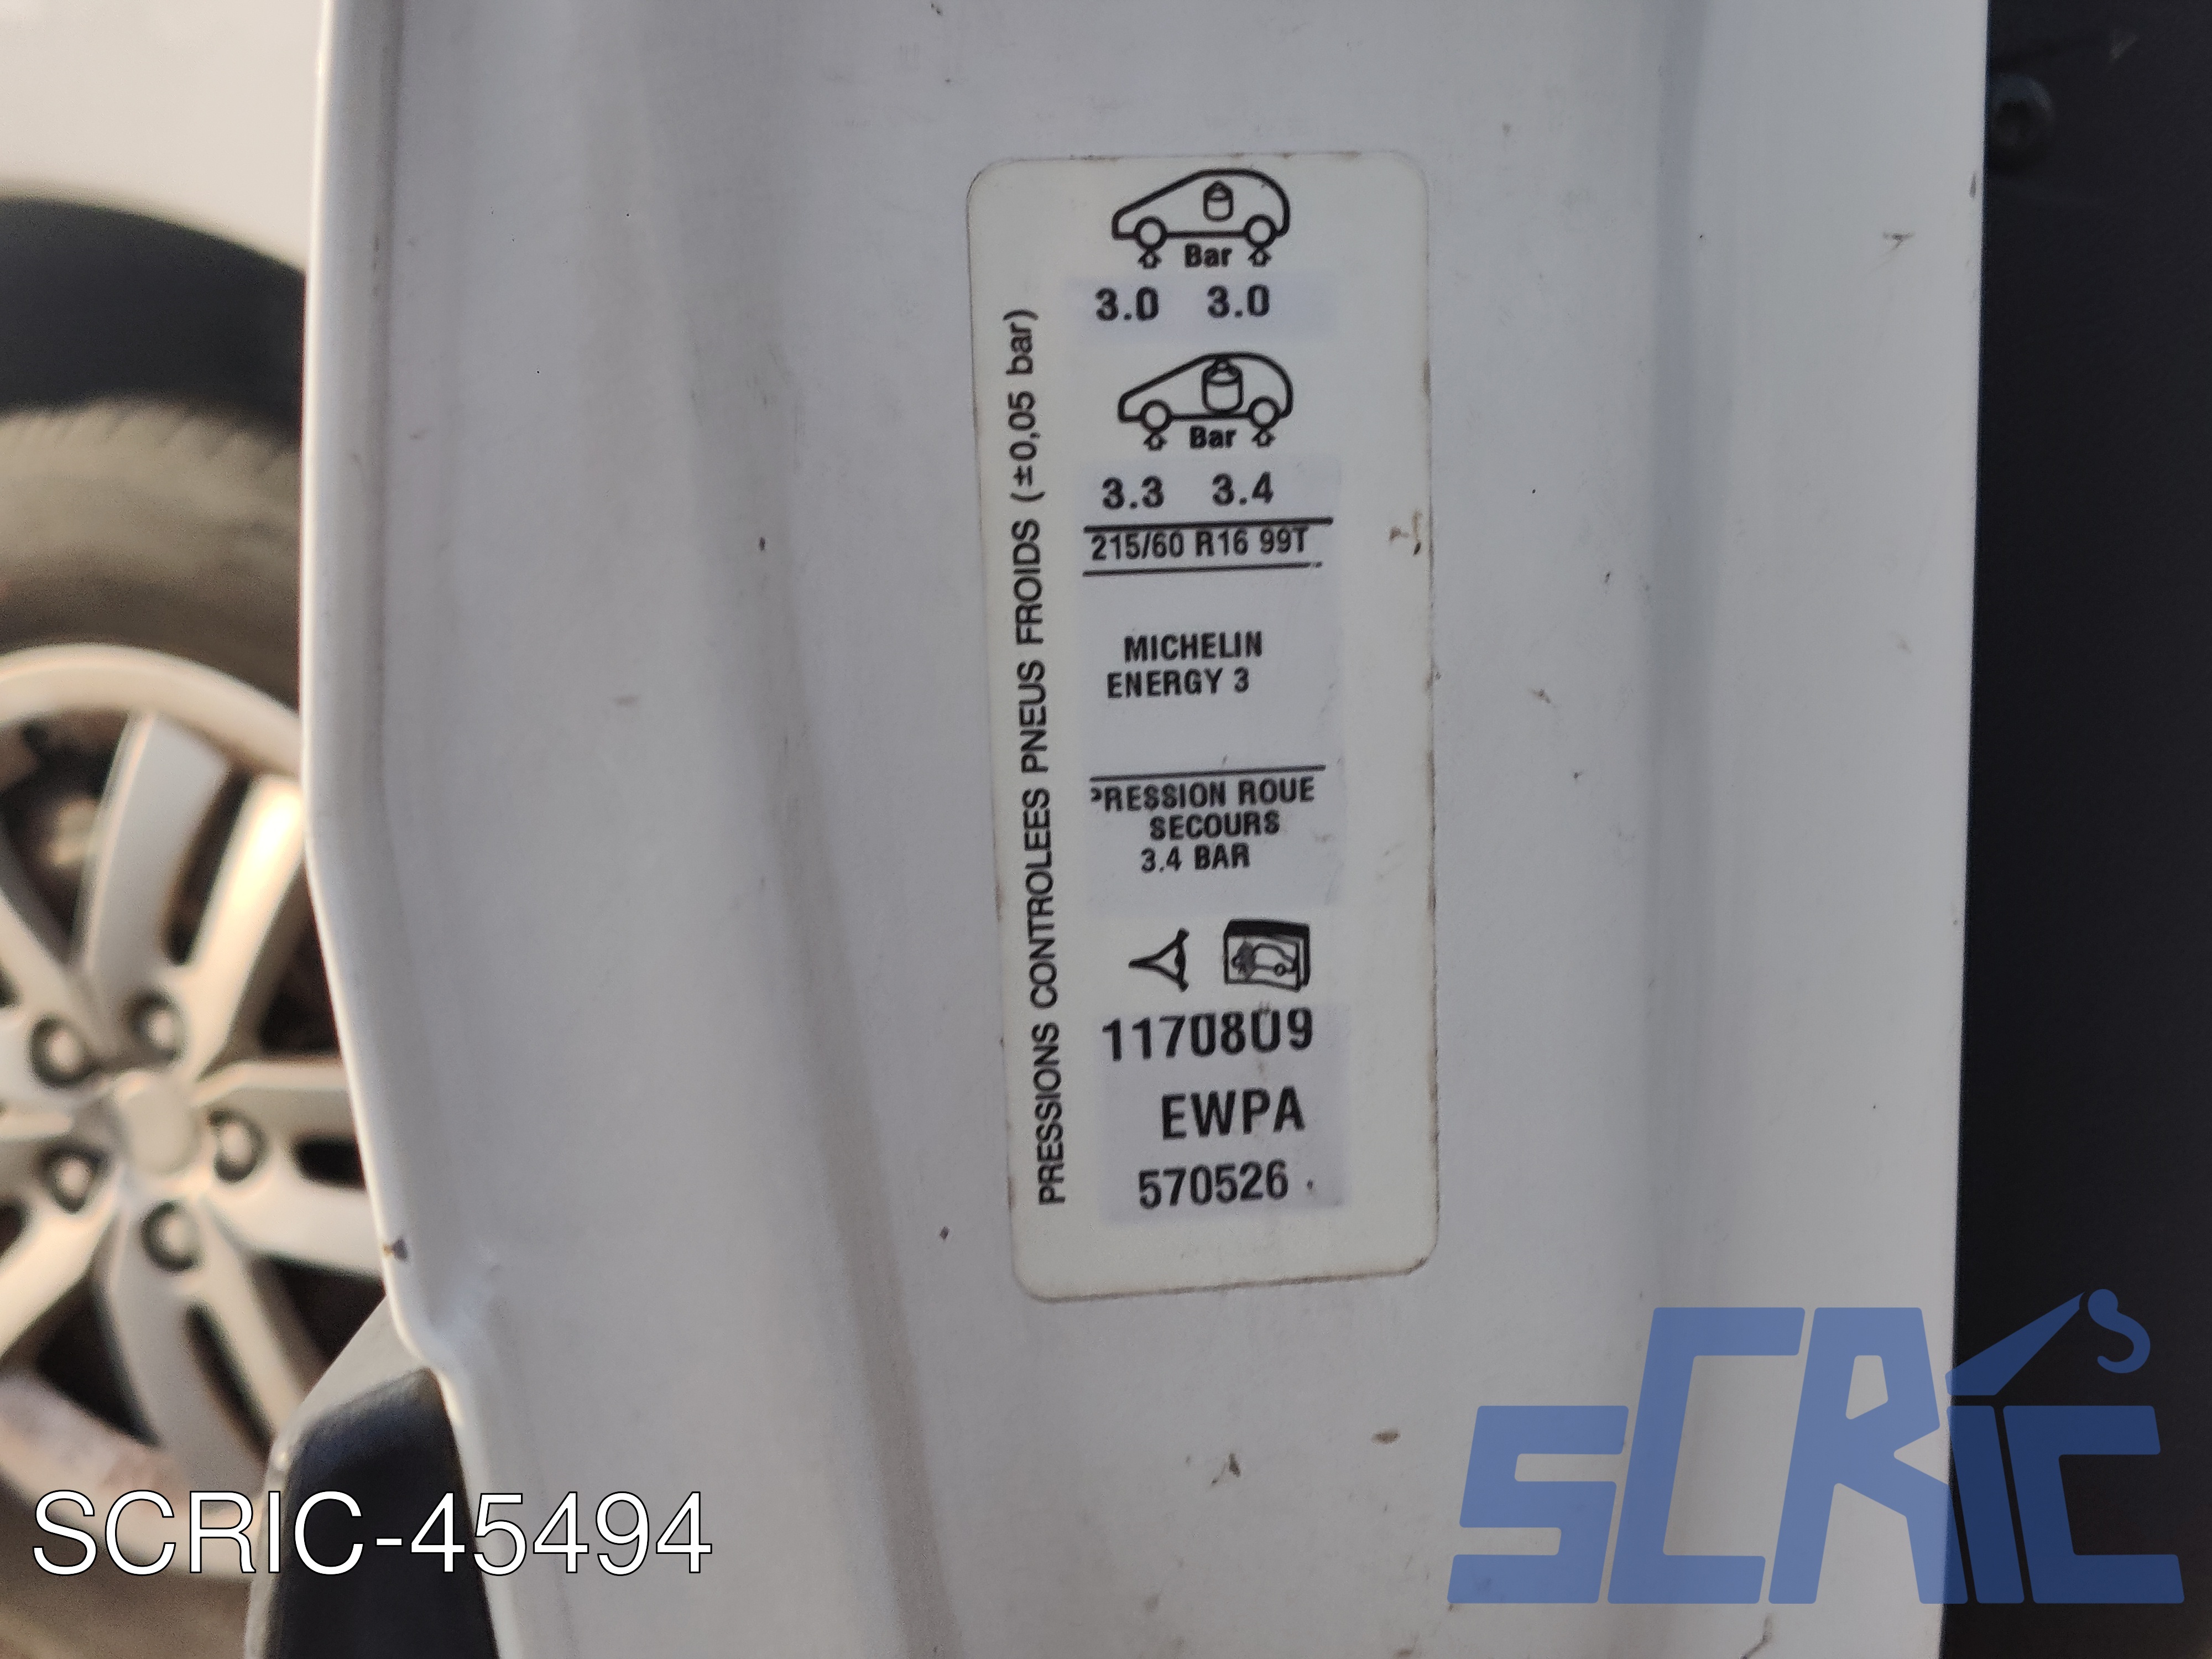 Bar
3.0 3.0
Bar
3.3 3.4
215/60 R16 99T
MICHELIN
ENERGY 3
PRESSION ROUE
SECOURS
3.4 BAR
1170809
EWPA
570526
PRESSIONS CONTROLEES PNEUS FROIDS (±0,05 bar)
SCRIC-45494
SCRIC